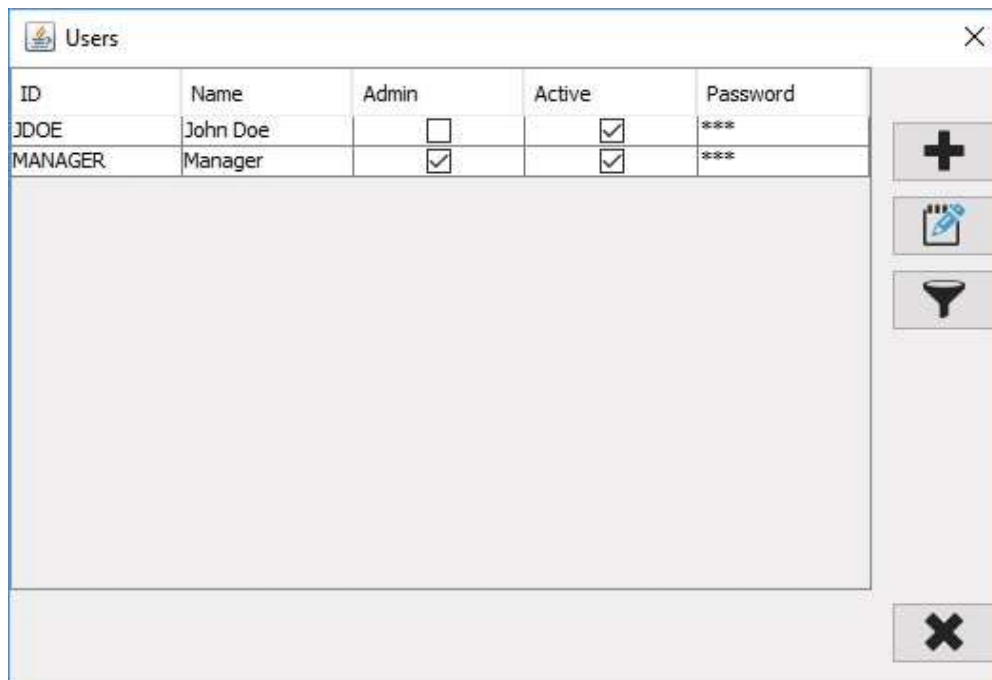 Users
ID Name Admin Active Password
JDOE John Doe ***
MANAGER Manager ***